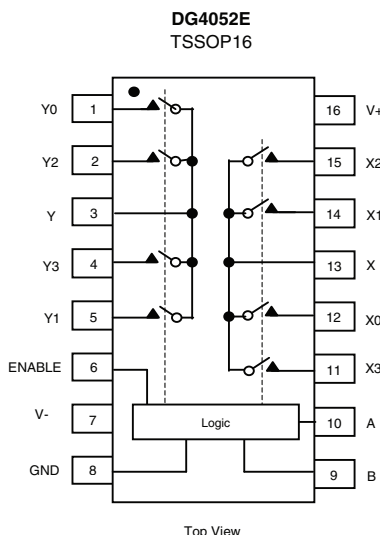 DG4052E
TSSOP16
Y0 1
Y2 2
Y 3
Y3 4
Y1 5
ENABLE 6
V- 7
GND 8
16 V+
15 X2
14 X1
13 X
12 X0
11 X3
10 A
9 B
Logic
Top View